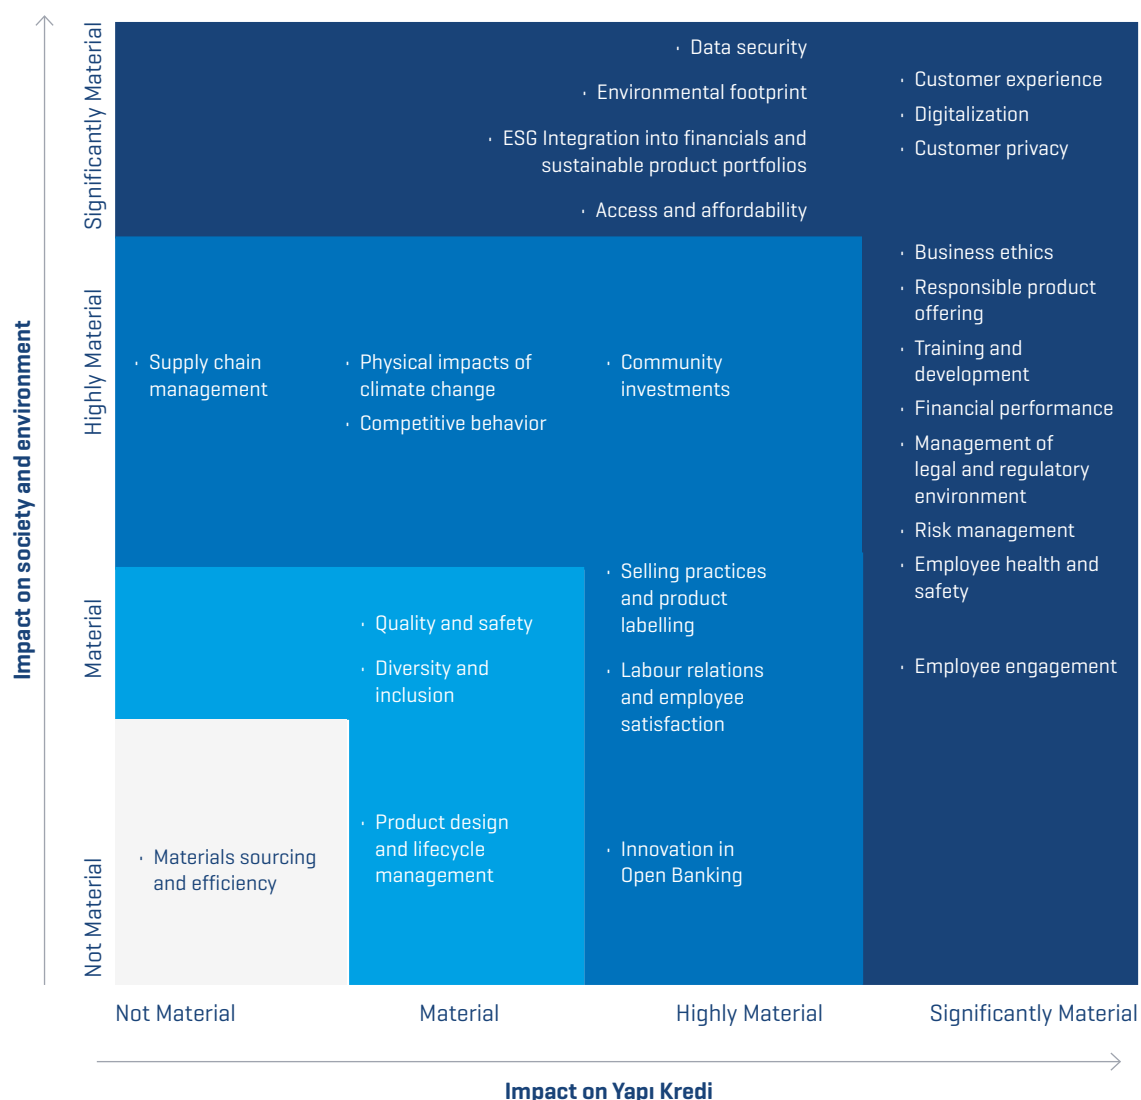 Impact on society and environment
Significantly Material
Highly Material
Material
Not Material
· Data security
· Environmental footprint
· ESG Integration into financials and
sustainable product portfolios
· Access and affordability
· Customer experience
· Digitalization
· Customer privacy
· Supply chain
management
· Physical impacts of
climate change
· Competitive behavior
· Community
investments
· Business ethics
· Responsible product
offering
· Training and
development
· Financial performance
· Management of
legal and regulatory
environment
· Risk management
· Employee health and
safety
· Quality and safety
· Diversity and
inclusion
· Selling practices
and product
labelling
· Labour relations
and employee
satisfaction
· Employee engagement
· Materials sourcing
and efficiency
· Product design
and lifecycle
management
· Innovation in
Open Banking
Not Material
Material
Highly Material
Significantly Material
Impact on Yapı Kredi